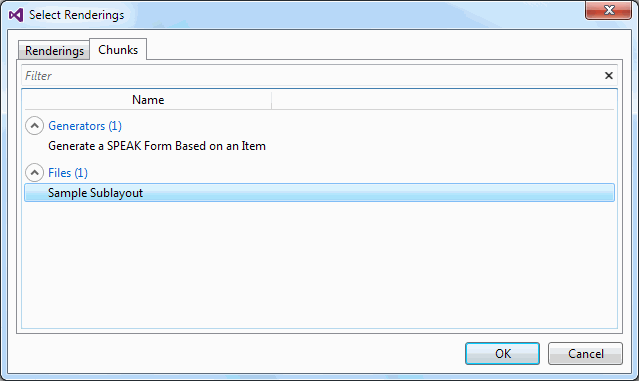 Select Renderings
Renderings Chunks
Filter
Name
Generators (1)
Generate a SPEAK Form Based on an Item
Files (1)
Sample Sublayout
OK Cancel